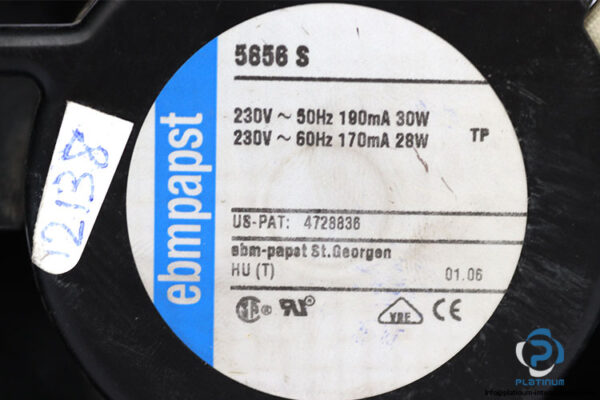 5656 S
230V ~ 50Hz 190mA 30W
230V ~ 60Hz 170mA 28W
TP
ebmpapst
12138
US-PAT: 4728836
ebm-papst St.Georgen
HU (T)
01.06
VDE
CE
PLATINUM